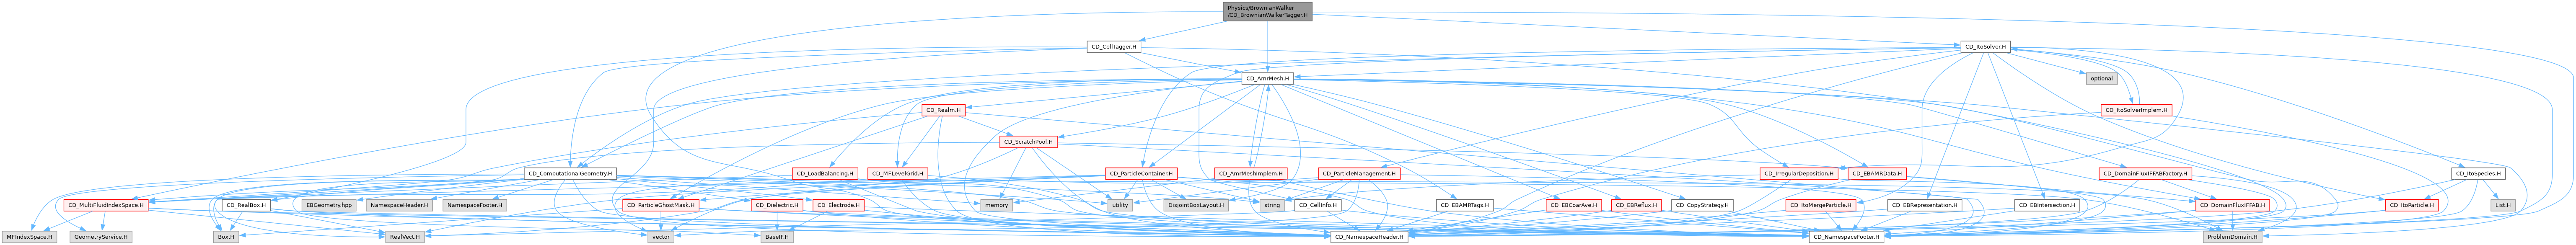 Physics/BrownianWalker
/CD_BrownianWalkerTagger.H
CD_CellTagger.H
CD_ItoSolver.H
CD_AmrMesh.H
optional
CD_Realm.H
CD_ItoSolverImplem.H
CD_ScratchPool.H
CD_ComputationalGeometry.H
CD_LoadBalancing.H
CD_MFLevelGrid.H
CD_ParticleContainer.H
CD_AmrMeshImplem.H
CD_ParticleManagement.H
CD_IrregularDeposition.H
CD_EBAMRData.H
CD_DomainFluxIFFABFactory.H
CD_ItoSpecies.H
CD_MultiFluidIndexSpace.H
CD_RealBox.H
EBGeometry.hpp
NamespaceHeader.H
NamespaceFooter.H
CD_ParticleGhostMask.H
CD_Dielectric.H
CD_Electrode.H
memory
utility
DisjointBoxLayout.H
string
CD_CellInfo.H
CD_EBAMRTags.H
CD_EBCoarAve.H
CD_EBReflux.H
CD_CopyStrategy.H
CD_ItoMergeParticle.H
CD_EBRepresentation.H
CD_EBIntersection.H
CD_DomainFluxIFFAB.H
CD_ItoParticle.H
List.H
MFIndexSpace.H
GeometryService.H
Box.H
RealVect.H
vector
BaseIF.H
CD_NamespaceHeader.H
CD_NamespaceFooter.H
ProblemDomain.H